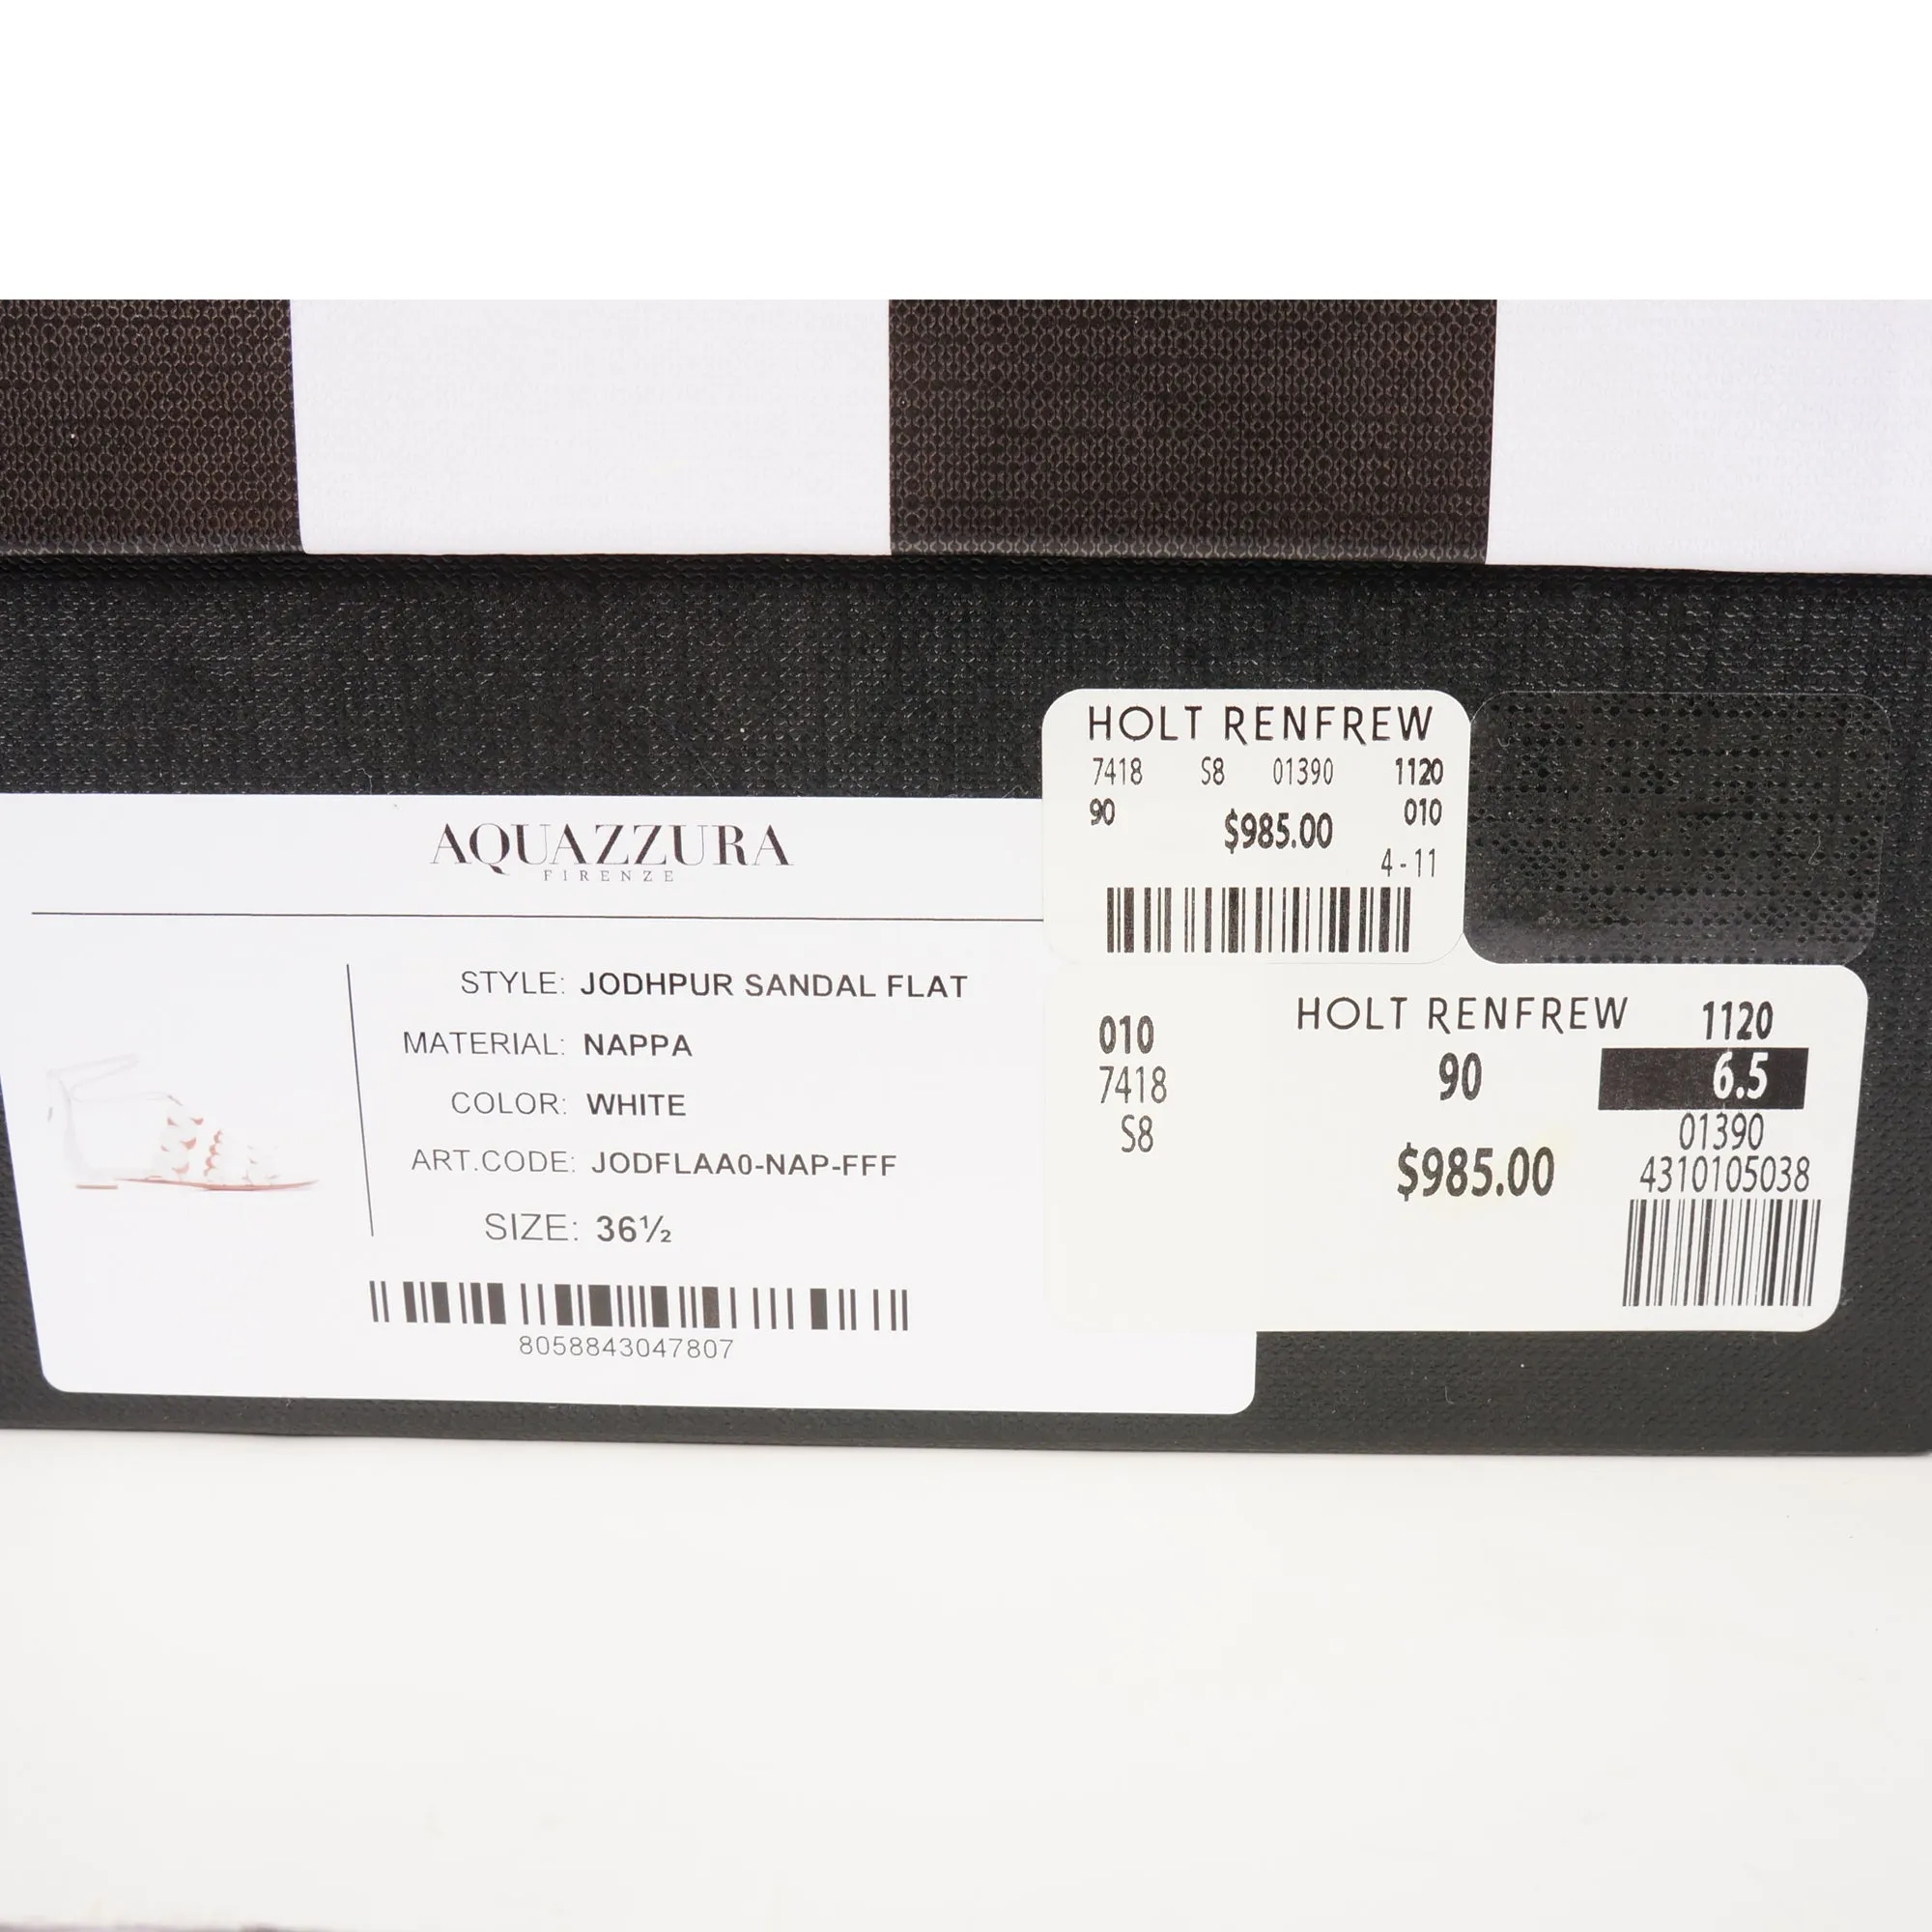 HOLT RENFREW
7418 S8 01390 1120
90 $985.00 010
4-11
AQUAZZURA
FIRENZE
STYLE: JODHPUR SANDAL FLAT
MATERIAL: NAPPA
COLOR: WHITE
ART.CODE: JODFLAA0-NAP-FFF
SIZE: 36½
8058843047807
HOLT RENFREW 1120
010 90 6.5
7418 01390
S8 $985.00 4310105038